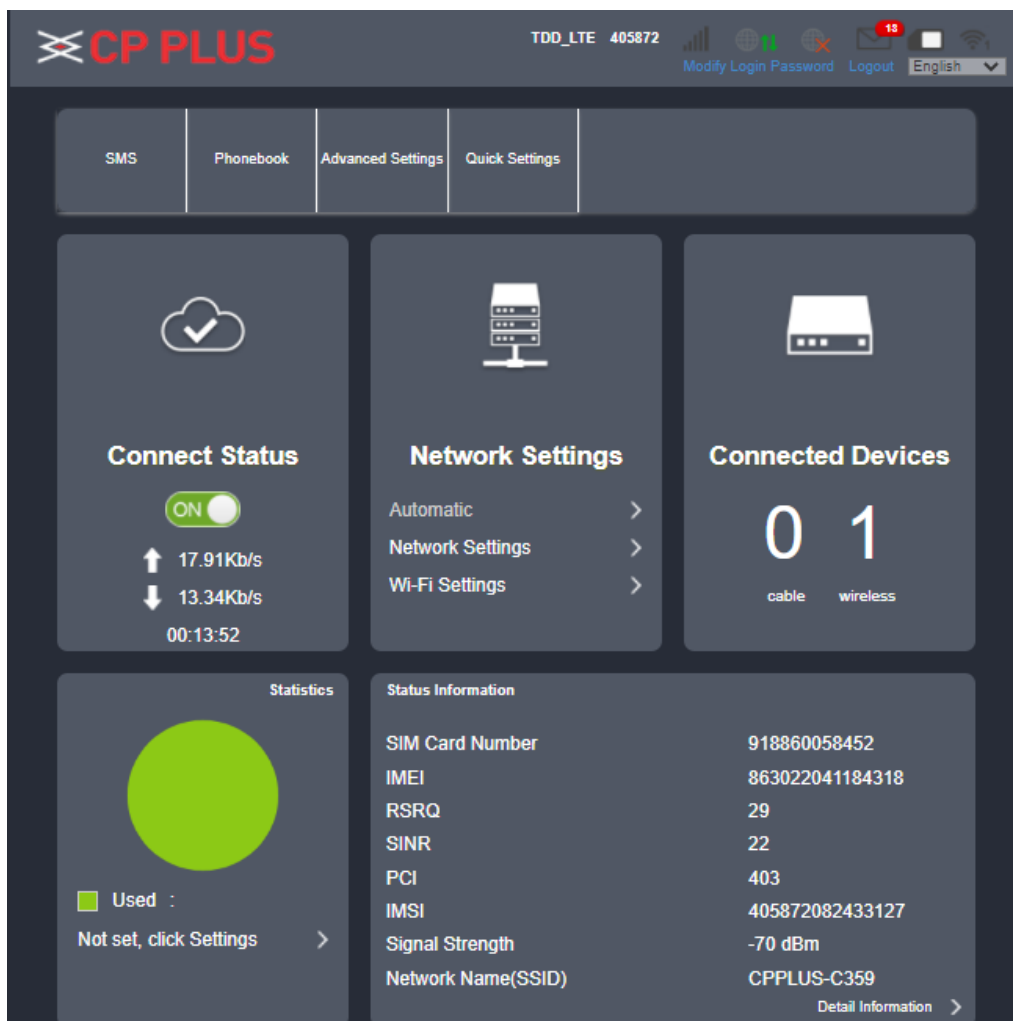 CP PLUS
TDD_LTE 405872
18
1
Modify Login Password Logout English
SMS Phonebook Advanced Settings Quick Settings
Connect Status
ON
17.91Kb/s
13.34Kb/s
00:13:52
Network Settings
Automatic
Network Settings
Wi-Fi Settings
Connected Devices
0 1
cable wireless
Statistics
Used :
Not set, click Settings
Status Information
SIM Card Number 918860058452
IMEI 863022041184318
RSRQ 29
SINR 22
PCI 403
IMSI 405872082433127
Signal Strength -70 dBm
Network Name(SSID) CPPLUS-C359
Detail Information